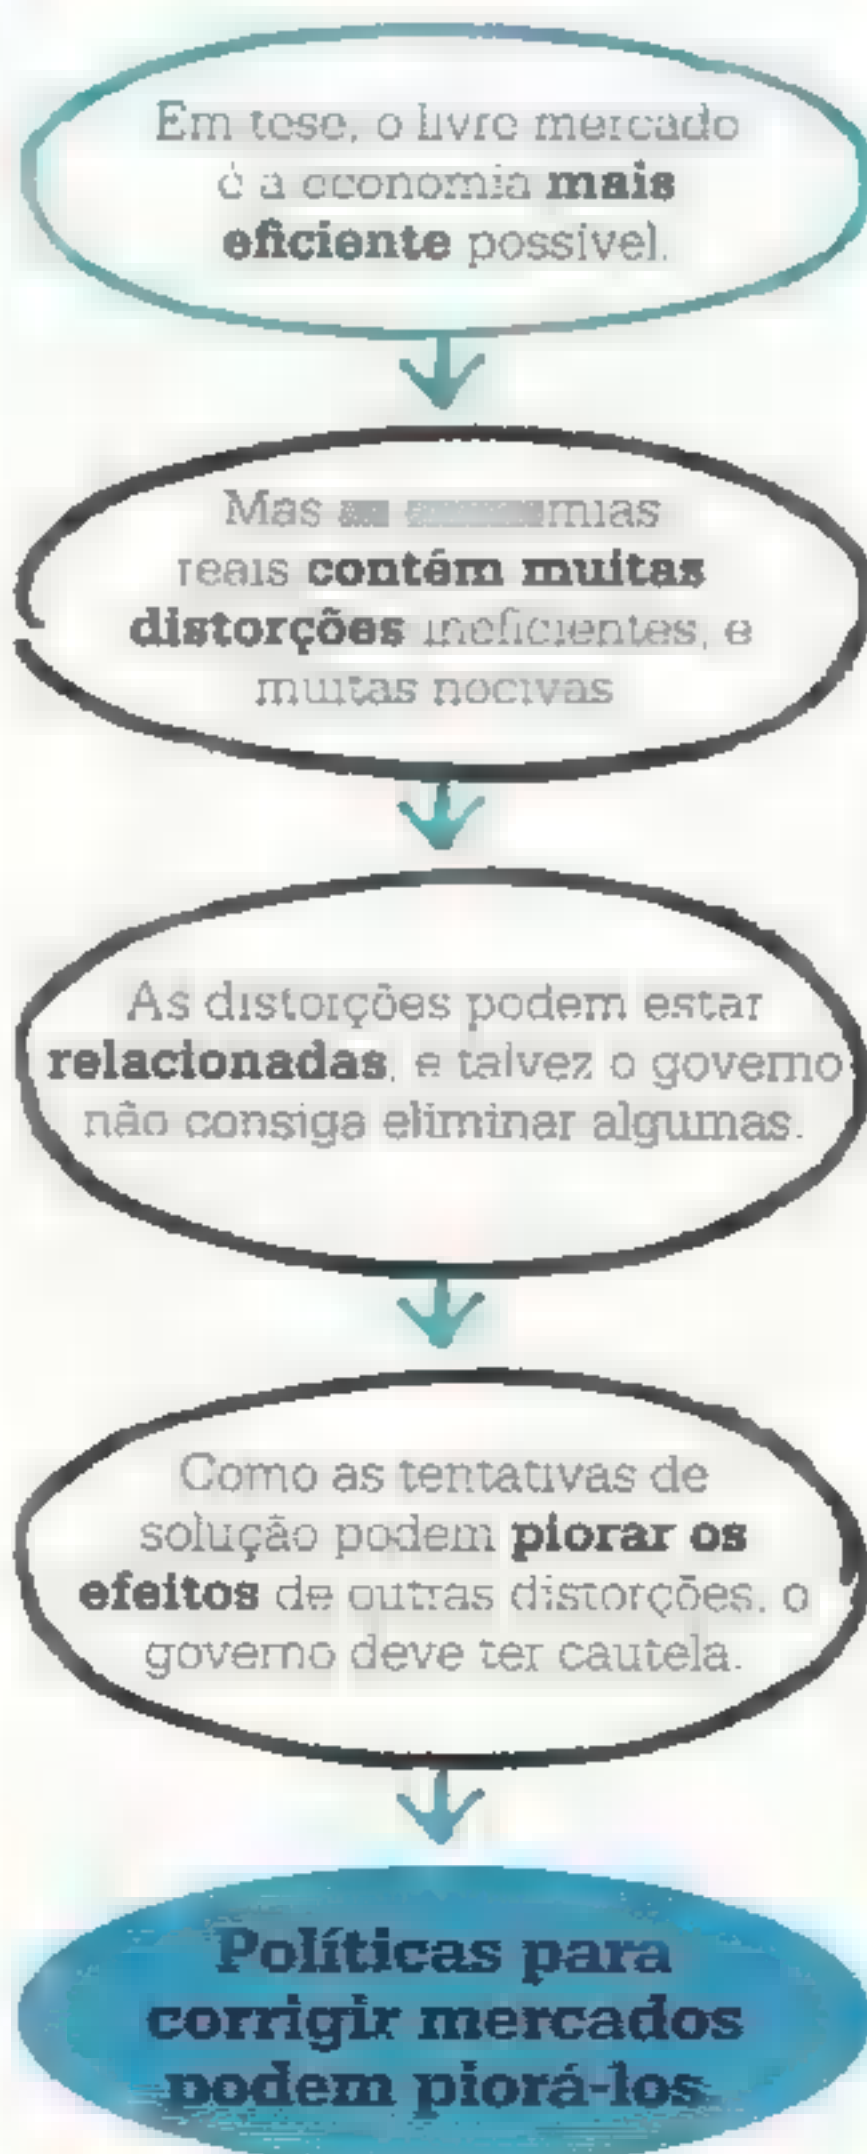 Em tese, o livre mercado
é a economia mais
eficiente possível.
Mas
reais contêm muitas
distorções ineficientes, e
muitas nocivas
As distorções podem estar
relacionadas, e talvez o governo
não consiga eliminar algumas.
Como as tentativas de
solução podem piorar os
efeitos de outras distorções, o
governo deve ter cautela.
Políticas para
corrigir mercados
podem piorá-los.